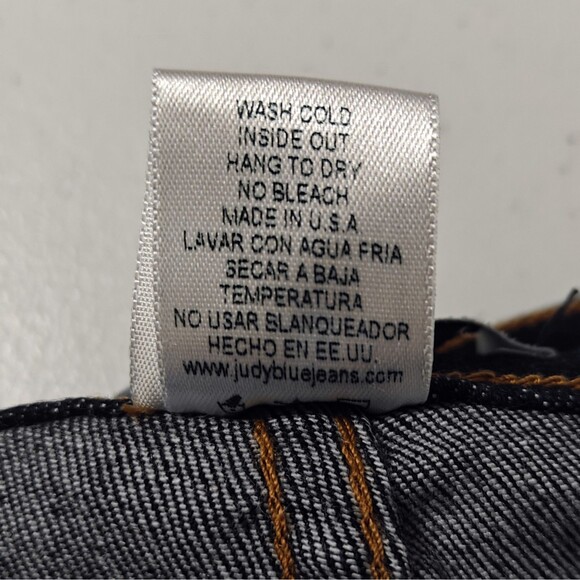 WASH COLD
INSIDE OUT
HANG TO DRY
NO BLEACH
MADE IN U.S.A
LAVAR CON AGUA FRIA
SECAR A BAJA
TEMPERATURA
NO USAR BLANQUEADOR
HECHO EN EE.UU.
www.judybluejeans.com